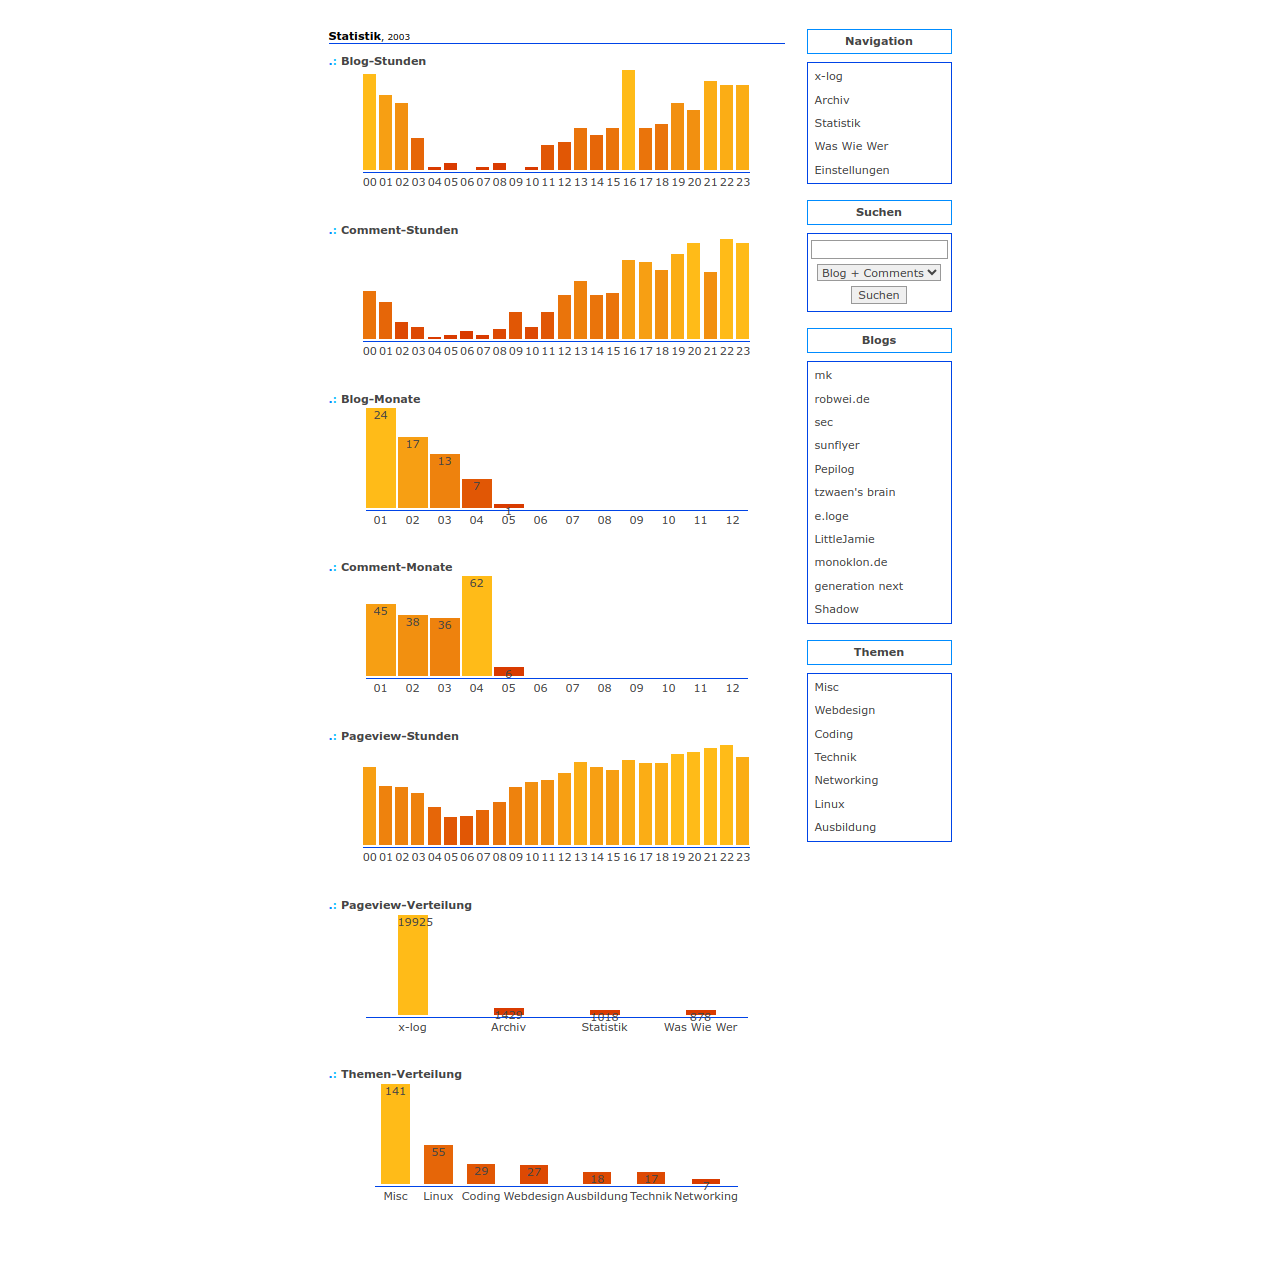 Statistik, 2003
.: Blog-Stunden
00 01 02 03 04 05 06 07 08 09 10 11 12 13 14 15 16 17 18 19 20 21 22 23
.: Comment-Stunden
00 01 02 03 04 05 06 07 08 09 10 11 12 13 14 15 16 17 18 19 20 21 22 23
.: Blog-Monate
24 17 13 7 1
01 02 03 04 05 06 07 08 09 10 11 12
.: Comment-Monate
45 38 36 62 6
01 02 03 04 05 06 07 08 09 10 11 12
.: Pageview-Stunden
00 01 02 03 04 05 06 07 08 09 10 11 12 13 14 15 16 17 18 19 20 21 22 23
.: Pageview-Verteilung
19925 1429 1018 878
x-log Archiv Statistik Was Wie Wer
.: Themen-Verteilung
141 55 29 27 18 17 7
Misc Linux Coding Webdesign Ausbildung Technik Networking
Navigation
x-log
Archiv
Statistik
Was Wie Wer
Einstellungen
Suchen
Blog + Comments
Suchen
Blogs
mk
robwei.de
sec
sunflyer
Pepilog
tzwaen's brain
e.loge
LittleJamie
monoklon.de
generation next
Shadow
Themen
Misc
Webdesign
Coding
Technik
Networking
Linux
Ausbildung